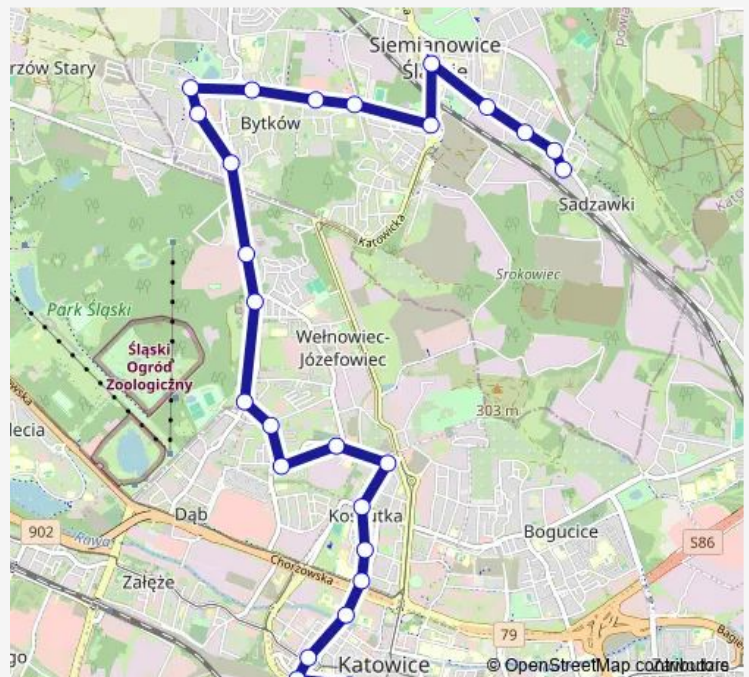 Siemianowice
Śląskie
rzów Stary
Bytków
Sadzawki
Katowicka
Srokowiec
Park Śląski
Wełnowiec-
Józefowiec
Śląski
Ogród
Zoologiczny
303 m
Dąb
Koszutka
Bogucice
902
Rawa
S86
Chorzowska
Załęże
79
Katowice
© OpenStreetMap contributors